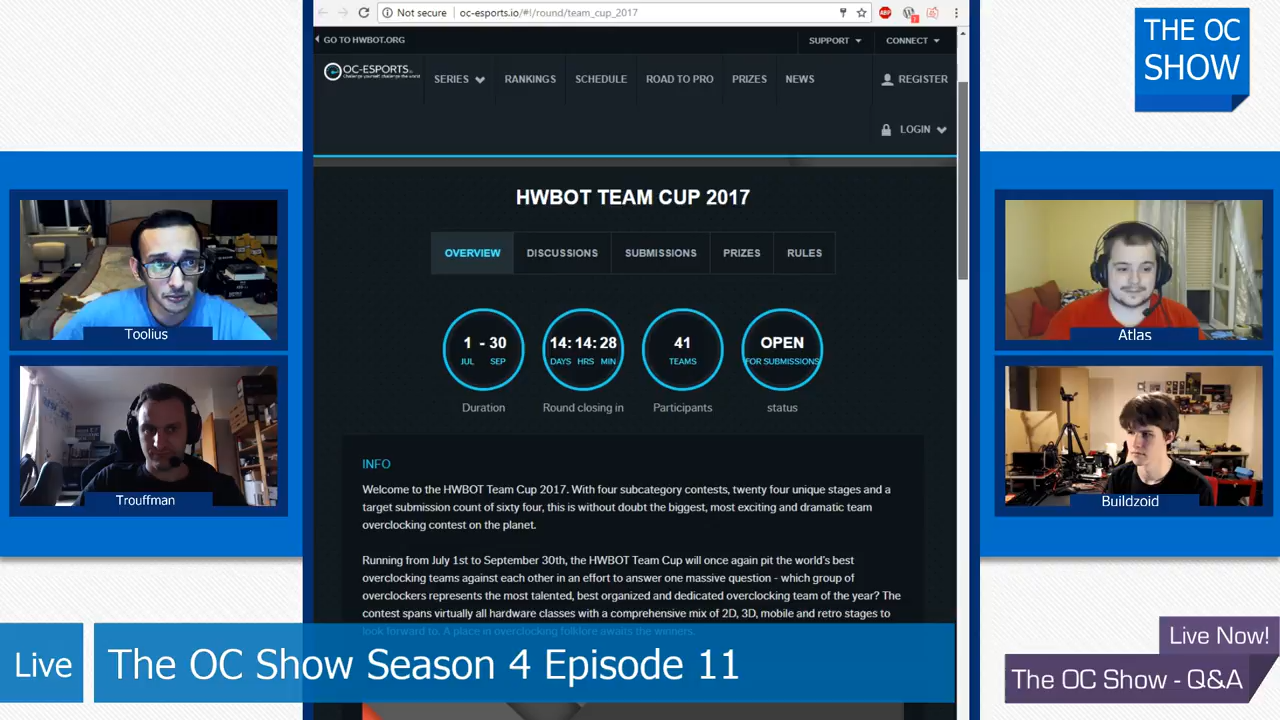 Not secure oc-esports.io/#!/round/team_cup_2017
ABP
GO TO HWBOT.ORG
SUPPORT CONNECT
OC-ESPORTS
Challenge yourself, challenge the world
SERIES RANKINGS SCHEDULE ROAD TO PRO PRIZES NEWS REGISTER
LOGIN
HWBOT TEAM CUP 2017
OVERVIEW DISCUSSIONS SUBMISSIONS PRIZES RULES
1 - 30 14: 14: 28 41 OPEN
JUL SEP DAYS HRS MIN TEAMS FOR SUBMISSIONS
Duration Round closing in Participants status
INFO
Welcome to the HWBOT Team Cup 2017. With four subcategory contests, twenty four unique stages and a
target submission count of sixty four, this is without doubt the biggest, most exciting and dramatic team
overclocking contest on the planet.
Running from July 1st to September 30th, the HWBOT Team Cup will once again pit the world's best
overclocking teams against each other in an effort to answer one massive question - which group of
overclockers represents the most talented, best organized and dedicated overclocking team of the year? The
contest spans virtually all hardware classes with a comprehensive mix of 2D, 3D, mobile and retro stages to
look forward to. A place in overclocking folklore awaits the winners.
THE OC
SHOW
Toolius
Trouffman
Atlas
Buildzoid
Live The OC Show Season 4 Episode 11
Live Now!
The OC Show - Q&A